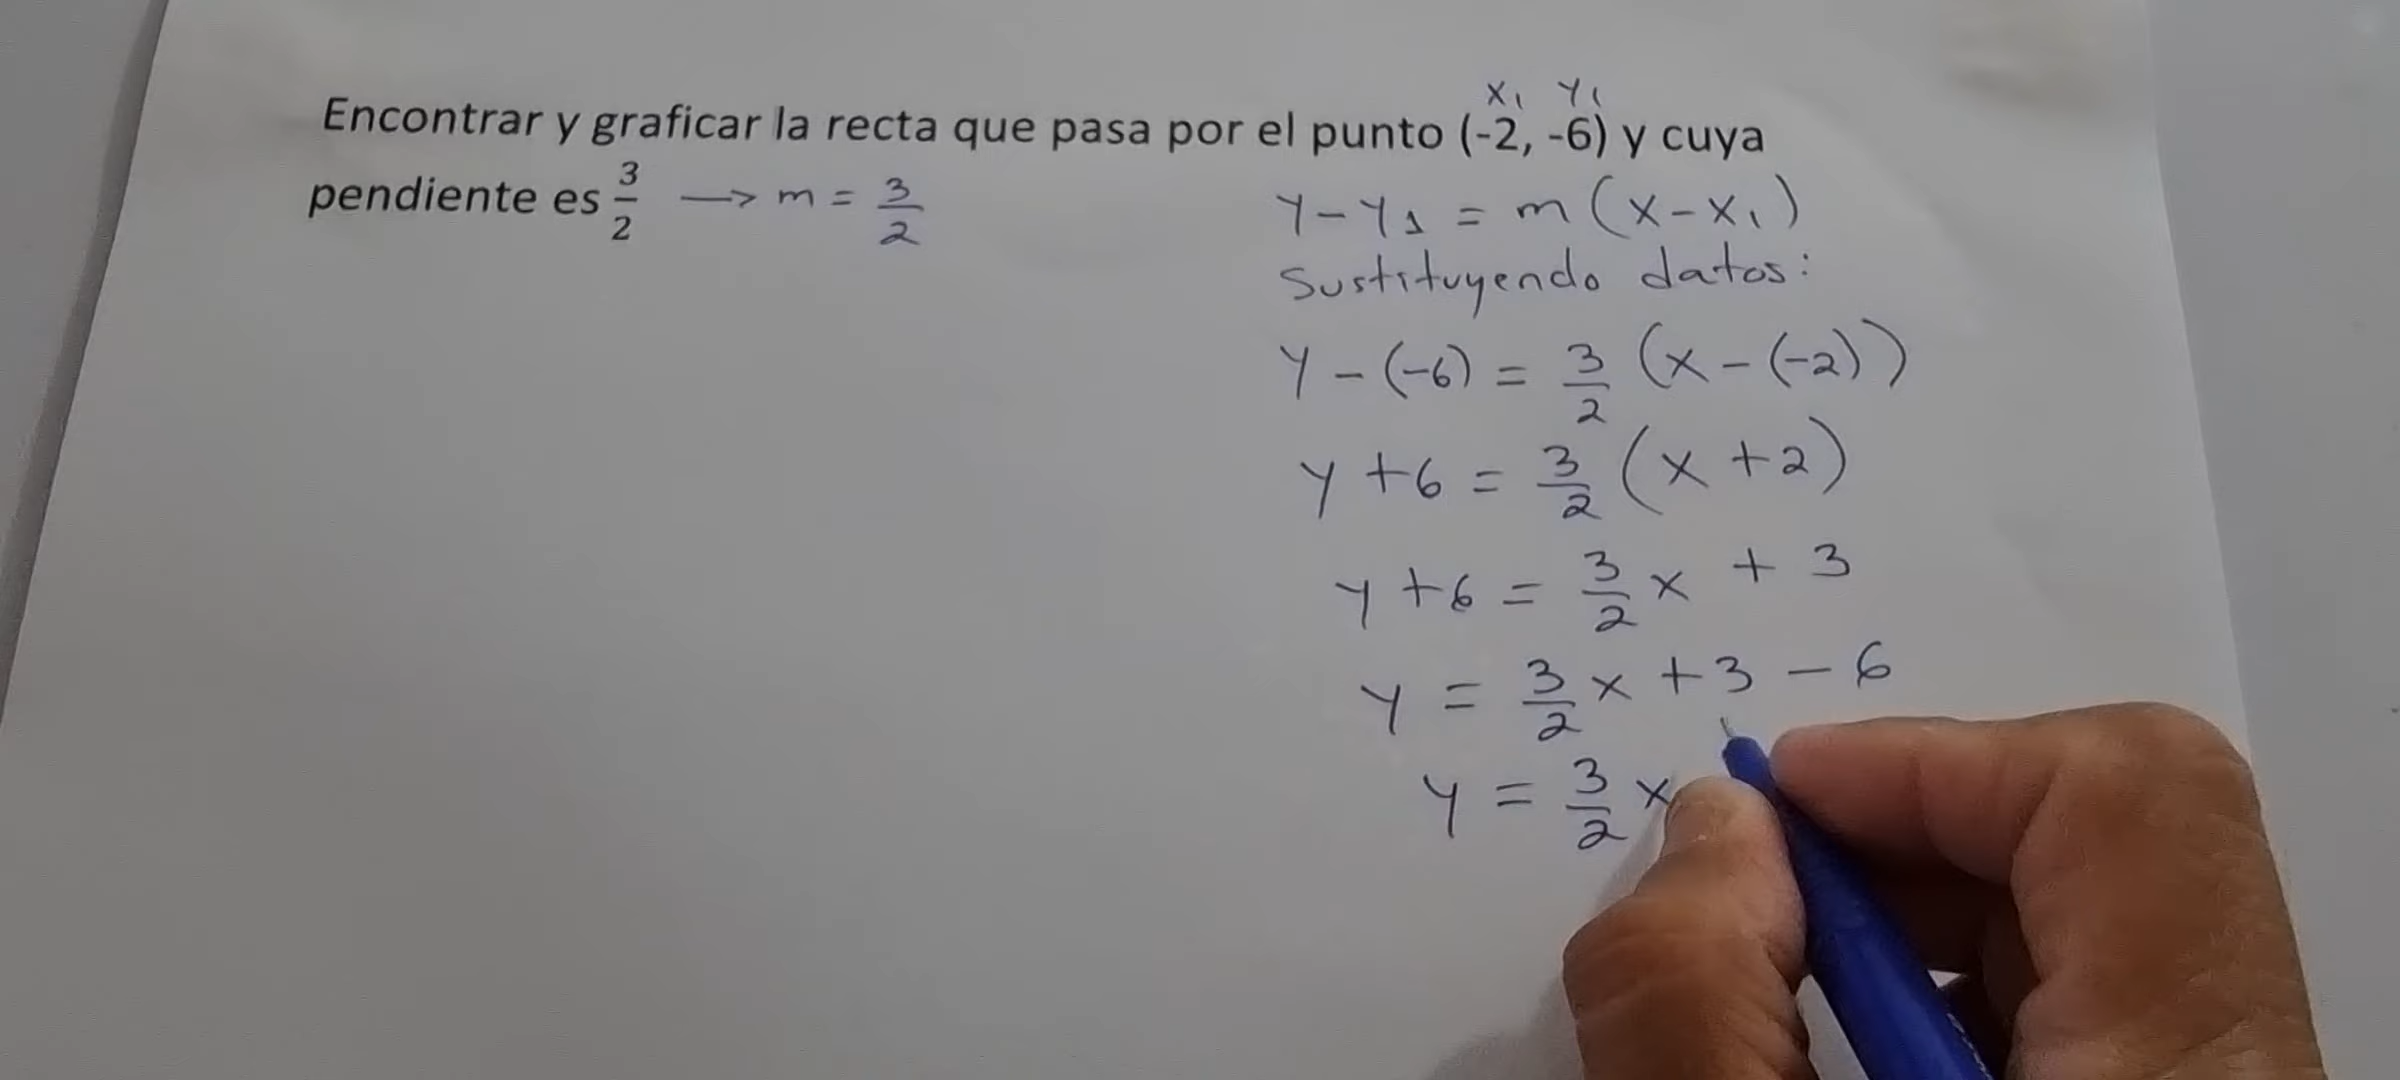 x₁ y₁
Encontrar y graficar la recta que pasa por el punto (-2, -6) y cuya
pendiente es 3/2 → m = 3/2
y - y₁ = m (x - x₁)
Sustituyendo datos:
y - (-6) = 3/2 (x - (-2))
y + 6 = 3/2 (x + 2)
y + 6 = 3/2 x + 3
y = 3/2 x + 3 - 6
y = 3/2 x